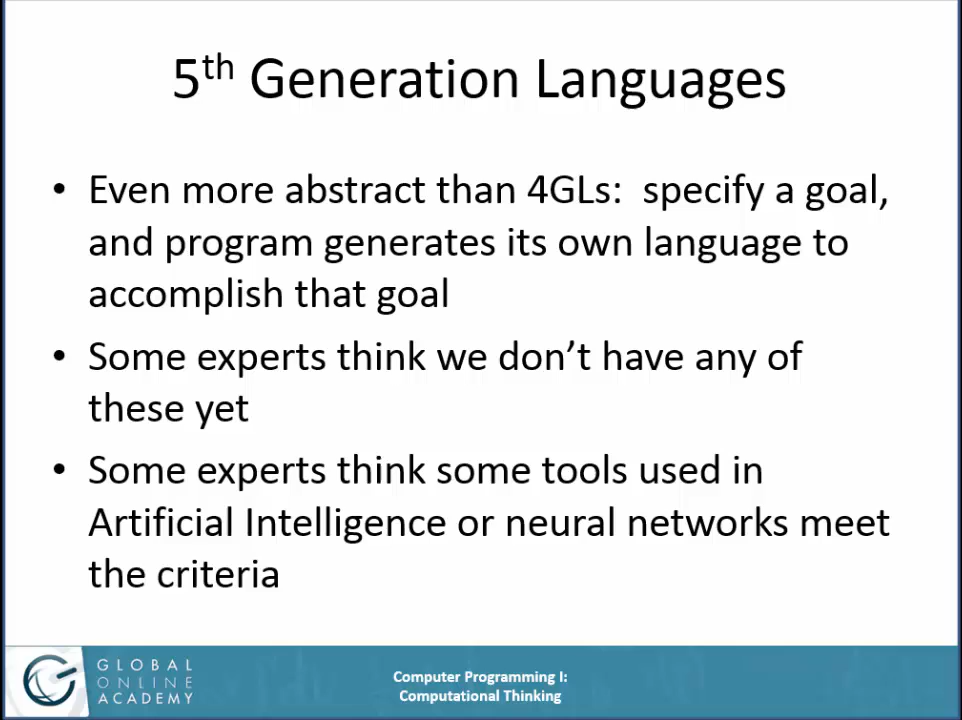 5th Generation Languages
• Even more abstract than 4GLs:  specify a goal,
and program generates its own language to
accomplish that goal
• Some experts think we don’t have any of
these yet
• Some experts think some tools used in
Artificial Intelligence or neural networks meet
the criteria
GLOBAL
ONLINE
ACADEMY
Computer Programming I:
Computational Thinking